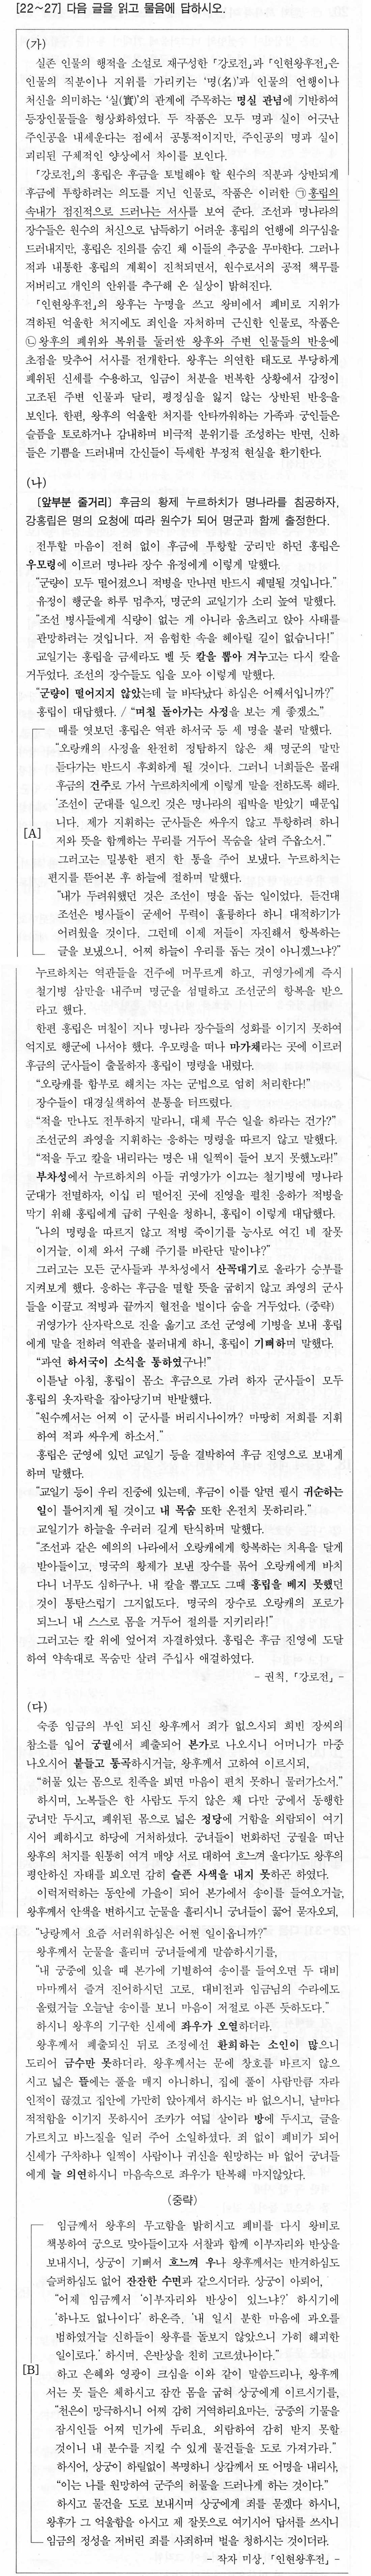 [22~27] 다음 글을 읽고 물음에 답하시오.
(가)
실존 인물의 행적을 소설로 재구성한 「강로전」과 「인현왕후전」은
인물의 직분이나 지위를 가리키는 ‘명(名)’과 인물의 언행이나
처신을 의미하는 ‘실(實)’의 관계에 주목하는 명실 관념에 기반하여
등장인물들을 형상화하였다. 두 작품은 모두 명과 실이 어긋난
주인공을 내세운다는 점에서 공통적이지만, 주인공의 명과 실이
괴리된 구체적인 양상에서 차이를 보인다.
「강로전」의 홍립은 후금을 토벌해야 할 원수의 직분과 상반되게
후금에 투항하려는 의도를 지닌 인물로, 작품은 이러한 ㉠홍립의
속내가 점진적으로 드러나는 서사를 보여 준다. 조선과 명나라의
장수들은 원수의 처신으로 납득하기 어려운 홍립의 언행에 의구심을
드러내지만, 홍립은 진의를 숨긴 채 이들의 추궁을 무마한다. 그러나
적과 내통한 홍립의 계획이 진척되면서, 원수로서의 공적 책무를
저버리고 개인의 안위를 추구해 온 실상이 밝혀진다.
「인현왕후전」의 왕후는 누명을 쓰고 왕비에서 폐비로 지위가
격하된 억울한 처지에도 죄인을 자처하며 근신한 인물로, 작품은
㉡왕후의 폐위와 복위를 둘러싼 왕후와 주변 인물들의 반응에
초점을 맞추어 서사를 전개한다. 왕후는 의연한 태도로 부당하게
폐위된 신세를 수용하고, 임금이 처분을 번복한 상황에서 감정이
고조된 주변 인물과 달리, 평정심을 잃지 않는 상반된 반응을
보인다. 한편, 왕후의 억울한 처지를 안타까워하는 가족과 궁인들은
슬픔을 토로하거나 감내하며 비극적 분위기를 조성하는 반면, 신하
들은 기쁨을 드러내며 간신들이 득세한 부정적 현실을 환기한다.
(나)
[앞부분 줄거리] 후금의 황제 누르하치가 명나라를 침공하자,
강홍립은 명의 요청에 따라 원수가 되어 명군과 함께 출정한다.
전투할 마음이 전혀 없이 후금에 투항할 궁리만 하던 홍립은
우모령에 이르러 명나라 장수 유정에게 이렇게 말했다.
“군량이 모두 떨어졌으니 적병을 만나면 반드시 궤멸될 것입니다.”
유정이 행군을 하루 멈추자, 명군의 교일기가 소리 높여 말했다.
“조선 병사들에게 식량이 없는 게 아니라 움츠리고 앉아 사태를
관망하려는 것입니다. 저 음험한 속을 헤아릴 길이 없습니다!”
교일기는 홍립을 금세라도 벨 듯 칼을 뽑아 겨누고는 다시 칼을
거두었다. 조선의 장수들도 입을 모아 이렇게 말했다.
“군량이 떨어지지 않았는데 늘 바닥났다 하심은 어째서입니까?”
홍립이 대답했다. / “며칠 돌아가는 사정을 보는 게 좋겠소.”
때를 엿보던 홍립은 역관 하서국 등 세 명을 불러 말했다.
“오랑캐의 사정을 완전히 정탐하지 않은 채 명군의 말만
듣다가는 반드시 후회하게 될 것이다. 그러니 너희들은 몰래
후금의 건주로 가서 누르하치에게 이렇게 말을 전하도록 해라.
‘조선이 군대를 일으킨 것은 명나라의 핍박을 받았기 때문입
니다. 제가 지휘하는 군사들은 싸우지 않고 투항하려 하니
저와 뜻을 함께하는 무리를 거두어 목숨을 살려 주옵소서.’”
[A]
그러고는 밀봉한 편지 한 통을 주어 보냈다. 누르하치는
편지를 뜯어본 후 하늘에 절하며 말했다.
“내가 두려워했던 것은 조선이 명을 돕는 일이었다. 듣건대
조선은 병사들이 굳세어 무력이 훌륭하다 하니 대적하기가
어려웠을 것이다. 그런데 이제 저들이 자진해서 항복하는
글을 보냈으니, 어찌 하늘이 우리를 돕는 것이 아니겠느냐?”
누르하치는 역관들을 건주에 머무르게 하고, 귀영가에게 즉시
철기병 삼만을 내주며 명군을 섬멸하고 조선군의 항복을 받으
라고 했다.
한편 홍립은 며칠이 지나 명나라 장수들의 성화를 이기지 못하여
억지로 행군에 나서야 했다. 우모령을 떠나 마가채라는 곳에 이르러
후금의 군사들이 출몰하자 홍립이 명령을 내렸다.
“오랑캐를 함부로 해치는 자는 군법으로 엄히 처리한다!”
장수들이 대경실색하여 분통을 터뜨렸다.
“적을 만나도 전투하지 말라니, 대체 무슨 일을 하라는 건가?”
조선군의 좌영을 지휘하는 응하는 명령을 따르지 않고 말했다.
“적을 두고 칼을 내리라는 명은 내 일찍이 들어 보지 못했노라!”
부차성에서 누르하치의 아들 귀영가가 이끄는 철기병에 명나라
군대가 전멸하자, 이십 리 떨어진 곳에 진영을 펼친 응하가 적병을
막기 위해 홍립에게 급히 구원을 청하니, 홍립이 이렇게 대답했다.
“나의 명령을 따르지 않고 적병 죽이기를 능사로 여긴 네 잘못
이거늘, 이제 와서 구해 주기를 바란단 말이냐?”
그러고는 모든 군사들과 부차성에서 산꼭대기로 올라가 승부를
지켜보게 했다. 응하는 후금을 멸할 뜻을 굽히지 않고 좌영의 군사
들을 이끌고 적병과 끝까지 혈전을 벌이다 숨을 거두었다. (중략)
귀영가가 산자락으로 진을 옮기고 조선 군영에 기병을 보내 홍립
에게 말을 전하려 역관을 불러내게 하니, 홍립이 기뻐하며 말했다.
“과연 하서국이 소식을 통하였구나!”
이튿날 아침, 홍립이 몸소 후금으로 가려 하자 군사들이 모두
홍립의 옷자락을 잡아당기며 반발했다.
“원수께서는 어찌 이 군사를 버리시나이까? 마땅히 저희를 지휘
하여 적과 싸우게 하소서.”
홍립은 군영에 있던 교일기 등을 결박하여 후금 진영으로 보내게
하며 말했다.
“교일기 등이 우리 진중에 있는데, 후금이 이를 알면 필시 귀순하는
일이 틀어지게 될 것이고 내 목숨 또한 온전치 못하리라.”
교일기가 하늘을 우러러 길게 탄식하며 말했다.
“조선과 같은 예의의 나라에서 오랑캐에게 항복하는 치욕을 달게
받아들이고, 명국의 황제가 보낸 장수를 묶어 오랑캐에게 바치
다니 너무도 심하구나. 내 칼을 뽑고도 그때 홍립을 베지 못했던
것이 통탄스럽기 그지없도다. 명국의 장수로 오랑캐의 포로가
되느니 내 스스로 몸을 거두어 절의를 지키리라!”
그러고는 칼 위에 엎어져 자결하였다. 홍립은 후금 진영에 도달
하여 약속대로 목숨만 살려 주십사 애걸하였다.
- 권칙, 「강로전」 -
(다)
숙종 임금의 부인 되신 왕후께서 죄가 없으시되 희빈 장씨의
참소를 입어 궁궐에서 폐출되어 본가로 나오시니 어머니가 마중
나오시어 붙들고 통곡하시거늘, 왕후께서 고하여 이르시되,
“허물 있는 몸으로 친족을 뵈면 마음이 편치 못하니 물러가소서.”
하시며, 노복들은 한 사람도 두지 않은 채 다만 궁에서 동행한
궁녀만 두시고, 폐위된 몸으로 넓은 정당에 거함을 외람되이 여기
시어 폐하시고 하당에 거처하셨다. 궁녀들이 번화하던 궁궐을 떠난
왕후의 처지를 원통히 여겨 매양 서로 대하여 흐느껴 울다가도 왕후의
평안하신 자태를 뵈오면 감히 슬픈 사색을 내지 못하곤 하였다.
이럭저럭하는 동안에 가을이 되어 본가에서 송이를 들여오거늘,
왕후께서 안색을 변하시고 눈물을 흘리시니 궁녀들이 꿇어 묻자오되,
“낭랑께서 요즘 서러워하심은 어쩐 일이옵니까?”
왕후께서 눈물을 흘리며 궁녀들에게 말씀하시기를,
“내 궁중에 있을 때 본가에 기별하여 송이를 들여오면 두 대비
마마께서 즐겨 진어하시던 고로, 대비전과 임금님의 수라에도
올렸거늘 오늘날 송이를 보니 마음이 저절로 아픈 듯하도다.”
하시니 왕후의 기구한 신세에 좌우가 오열하더라.
왕후께서 폐출되신 뒤로 조정에선 환희하는 소인이 많으니
도리어 금수만 못하더라. 왕후께서는 문에 창호를 바르지 않으
시고 넓은 뜰에는 풀을 매지 아니하니, 집에 풀이 사람만큼 자라
인적이 끊겼고 집안에 가만히 앉아계셔 하시는 바 없으시니, 날마다
적적함을 이기지 못하시어 조카가 여덟 살이라 방에 두시고, 글을
가르치고 바느질을 일러 주어 소일하셨다. 죄 없이 폐비가 되어
신세가 구차하나 일찍이 사람이나 귀신을 원망하는 바 없어 궁녀들
에게 늘 의연하시니 마음속으로 좌우가 탄복해 마지않았다.
(중략)
임금께서 왕후의 무고함을 밝히시고 폐비를 다시 왕비로
책봉하여 궁으로 맞아들이고자 서찰과 함께 이부자리와 반상을
보내시니, 상궁이 기뻐서 흐느껴 우나 왕후께서는 반겨하심도
슬퍼하심도 없어 잔잔한 수면과 같으시더라. 상궁이 아뢰어,
“어제 임금께서 ‘이부자리와 반상이 있느냐?’ 하시기에
‘하나도 없나이다’ 하온즉, ‘내 일시 분한 마음에 과오를
범하였거늘 신하들이 왕후를 돌보지 않았으니 가히 해괴한
일이로다.’ 하시며, 은반상을 친히 고르셨나이다.”
[B]
하고 은혜와 영광이 크심을 이와 같이 말씀드리나, 왕후께
서는 못 들은 체하시고 잠깐 몸을 굽혀 상궁에게 이르시기를,
“천은이 망극하시니 어찌 감히 거역하리요마는, 궁중의 기물을
잠시인들 어찌 민가에 두리요. 외람하여 감히 받지 못할
것이니 내 분수를 지킬 수 있게 물건들을 도로 가져가라.”
하시어, 상궁이 하릴없이 복명하니 상감께서 또 어명을 내리사,
“이는 나를 원망하여 군주의 허물을 드러나게 하는 것이다.”
하시고 물건을 도로 보내시며 상궁에게 죄를 묻겠다 하시니,
왕후가 그 억울함을 아시고 제 잘못으로 여기시어 답서를 쓰시니
임금의 정성을 저버린 죄를 사죄하며 벌을 청하시는 것이더라.
- 작자 미상, 「인현왕후전」 -